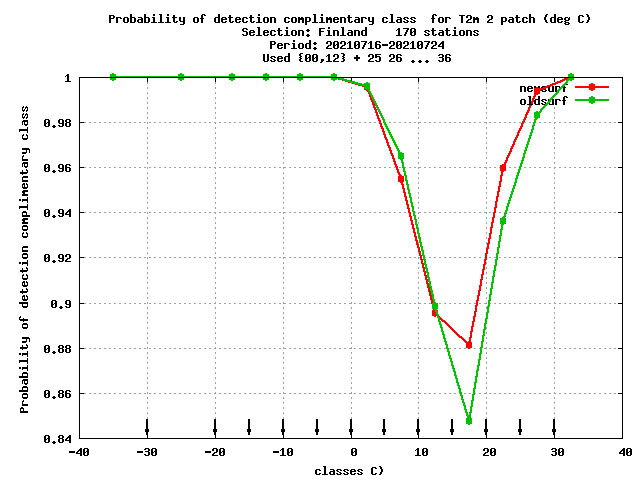 Probability of detection complimentary class  for T2m 2 patch (deg C)
Selection: Finland    170 stations
Period: 20210716-20210724
Used {00,12} + 25 26 ... 36
newsurf
oldsurf
Probability of detection complimentary class
1
0.98
0.96
0.94
0.92
0.9
0.88
0.86
0.84
-40 -30 -20 -10 0 10 20 30 40
classes C)